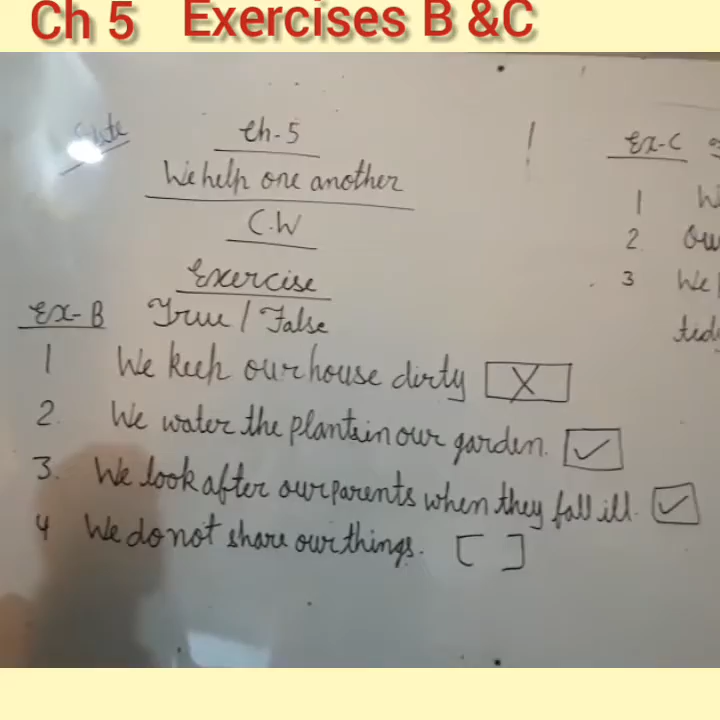 Ch 5 Exercises B &C
Date
Ch-5
We help one another
C.W
Exercise
Ex-B True/False
1 We keep our house dirty [X]
2. We water the plants in our garden. [✓]
3. We look after our parents when they fall ill. [✓]
4 We do not share our things. [ ]
Ex-C
1 W
2. Our
3 We